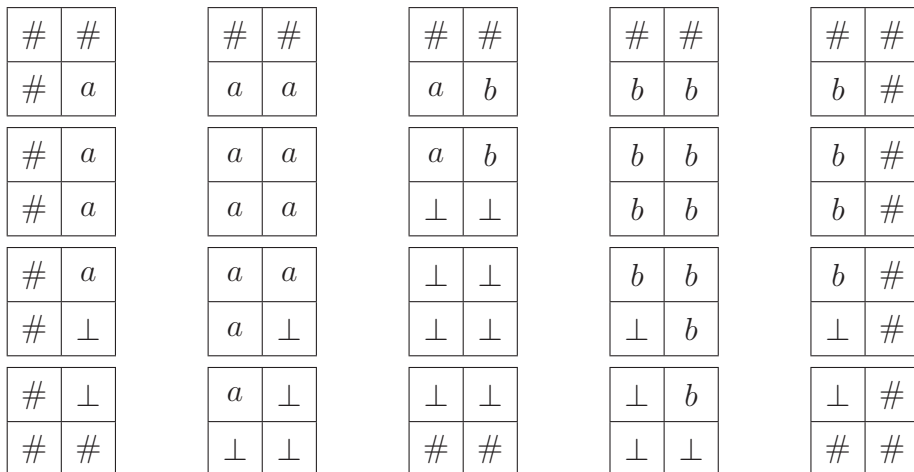 # # # # # # # # # #
# a a a a b b b b #
# a a a a b b b b #
# a a a ⊥ ⊥ b b b #
# a a a ⊥ ⊥ b b b #
# ⊥ a ⊥ ⊥ ⊥ ⊥ b ⊥ #
# ⊥ a ⊥ ⊥ ⊥ ⊥ b ⊥ #
# # ⊥ ⊥ # # ⊥ ⊥ # #